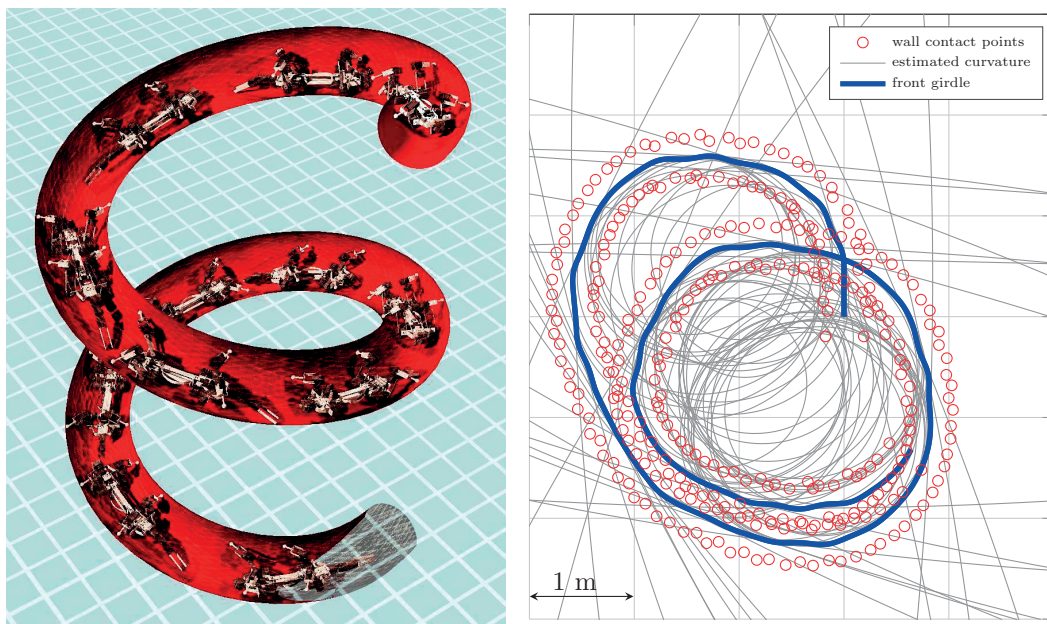 wall contact points
estimated curvature
front girdle
1 m